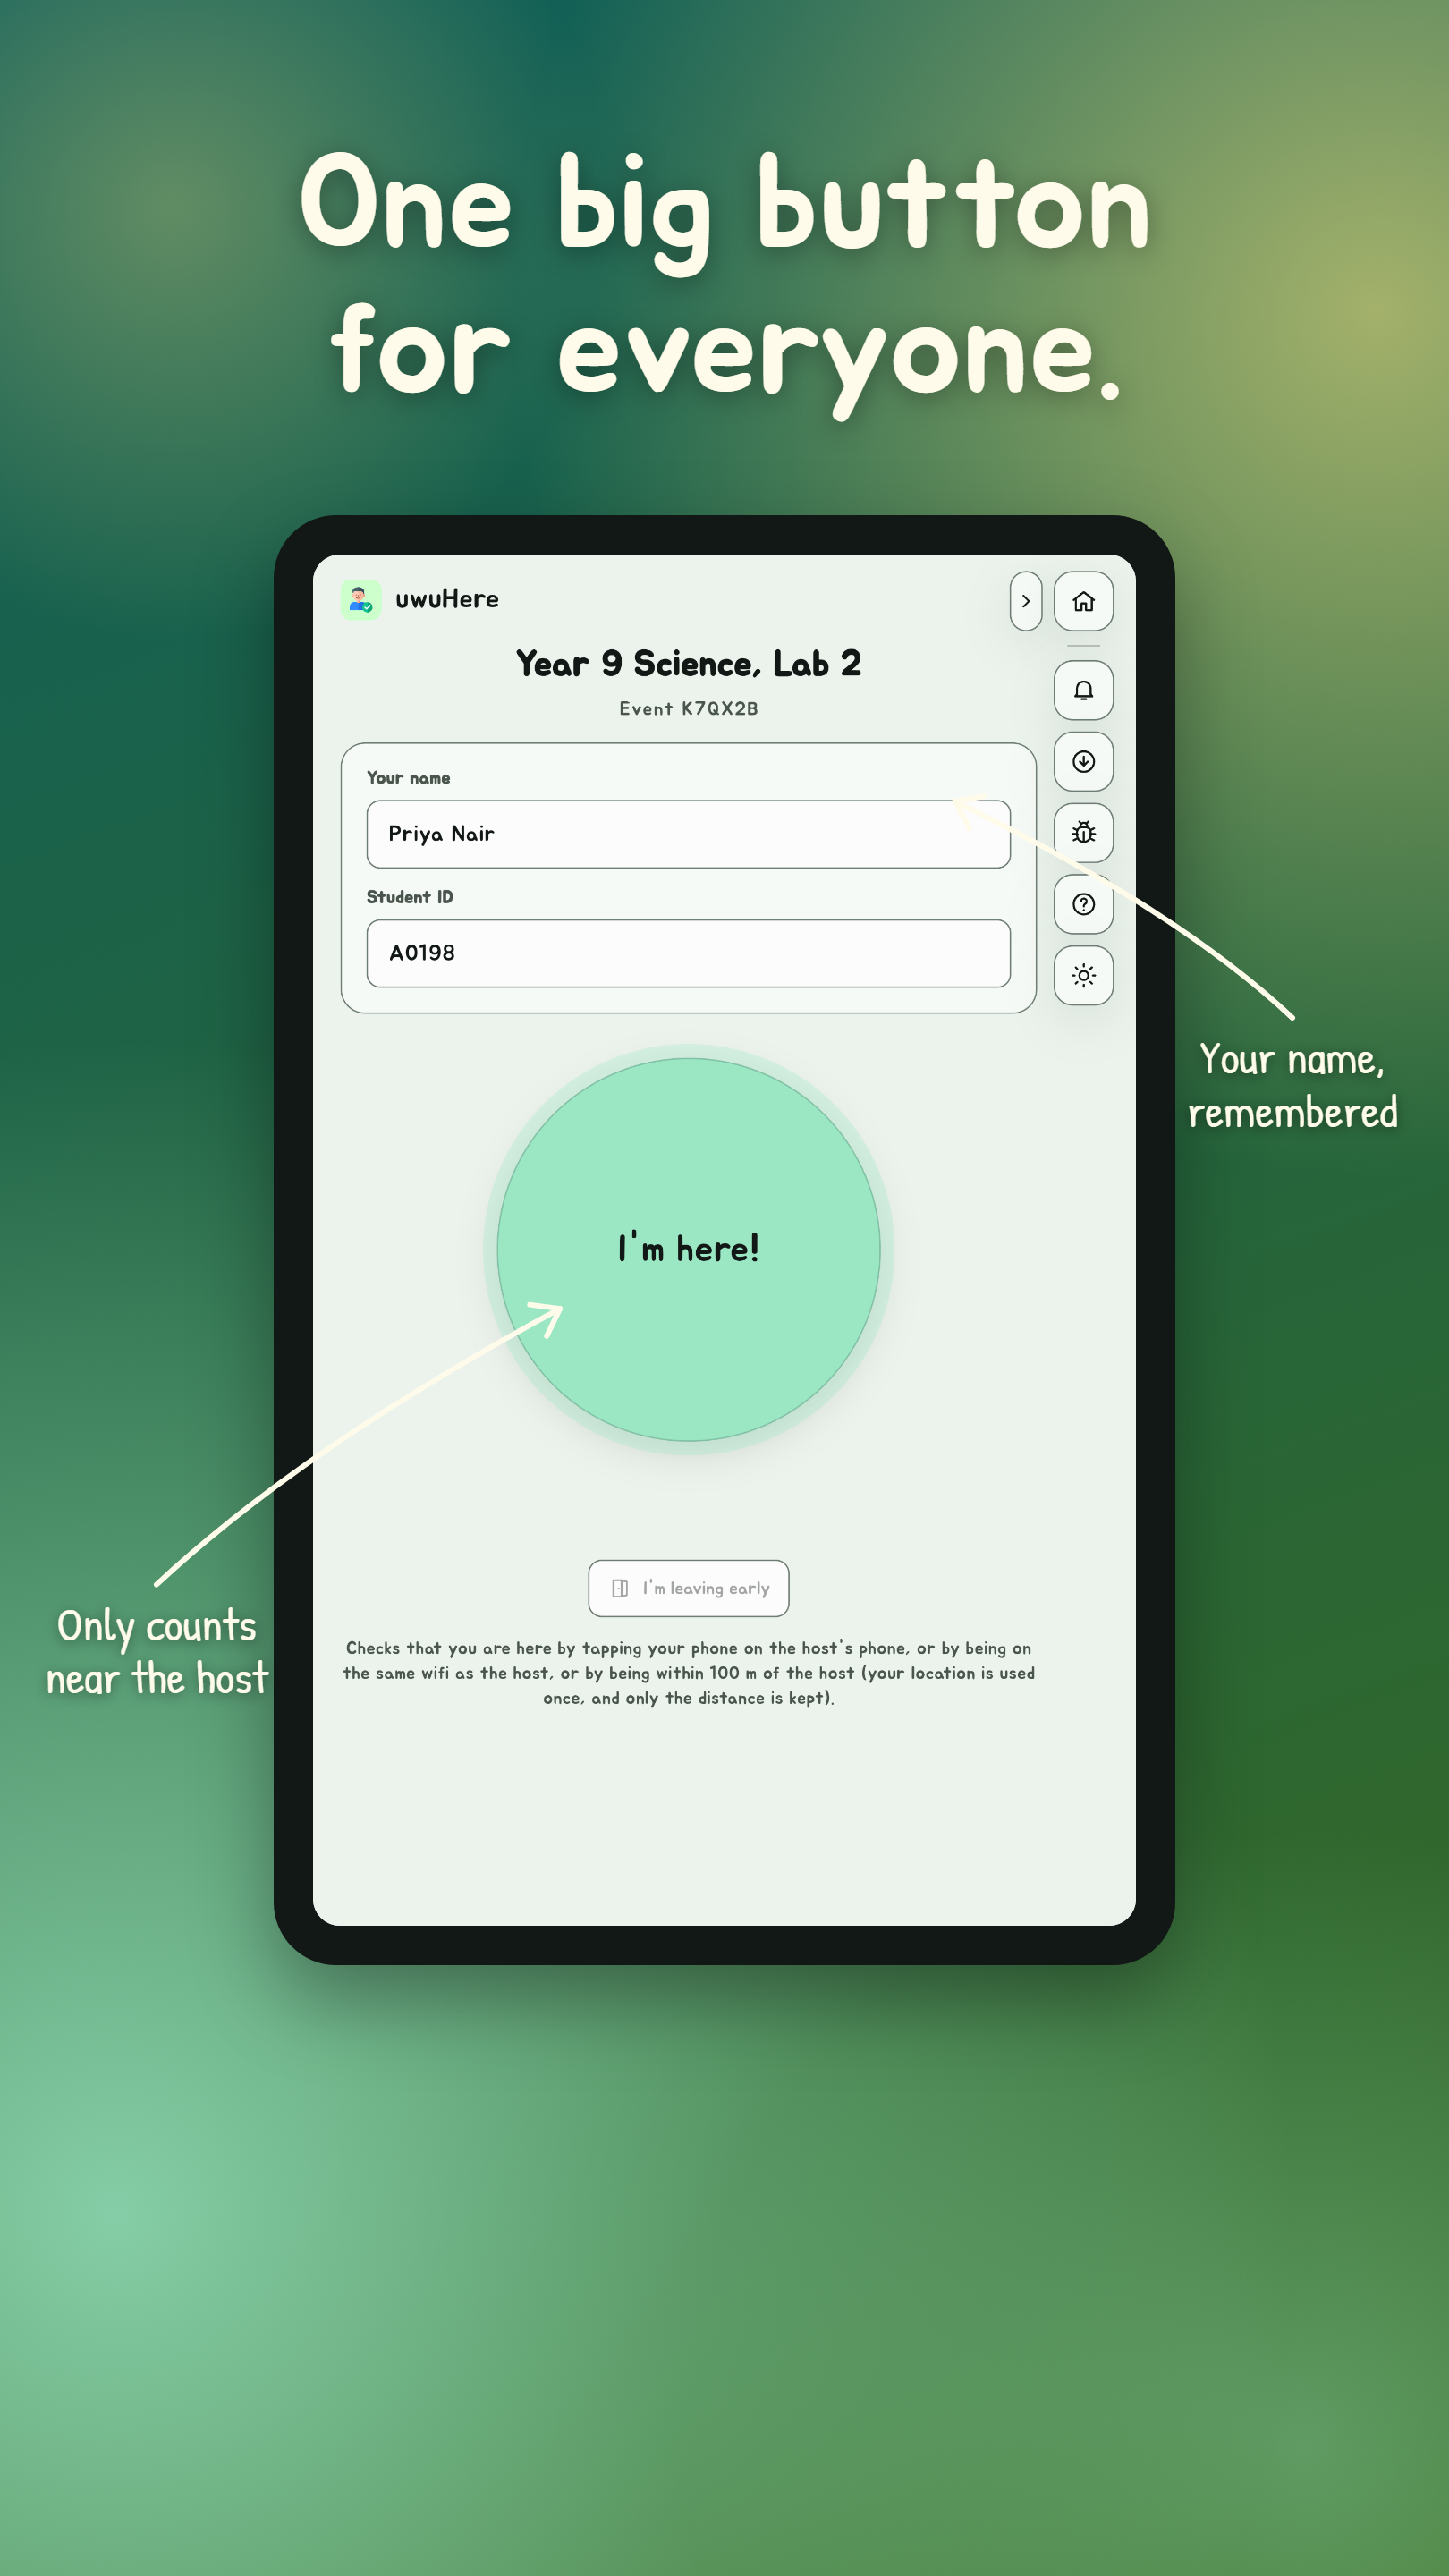 One big button
for everyone.
uwuHere
Year 9 Science, Lab 2
Event K7QX2B
Your name
Priya Nair
Student ID
A0198
Your name,
remembered
I'm here!
Only counts
near the host
I'm leaving early
Checks that you are here by tapping your phone on the host's phone, or by being on
the same wifi as the host, or by being within 100 m of the host (your location is used
once, and only the distance is kept).